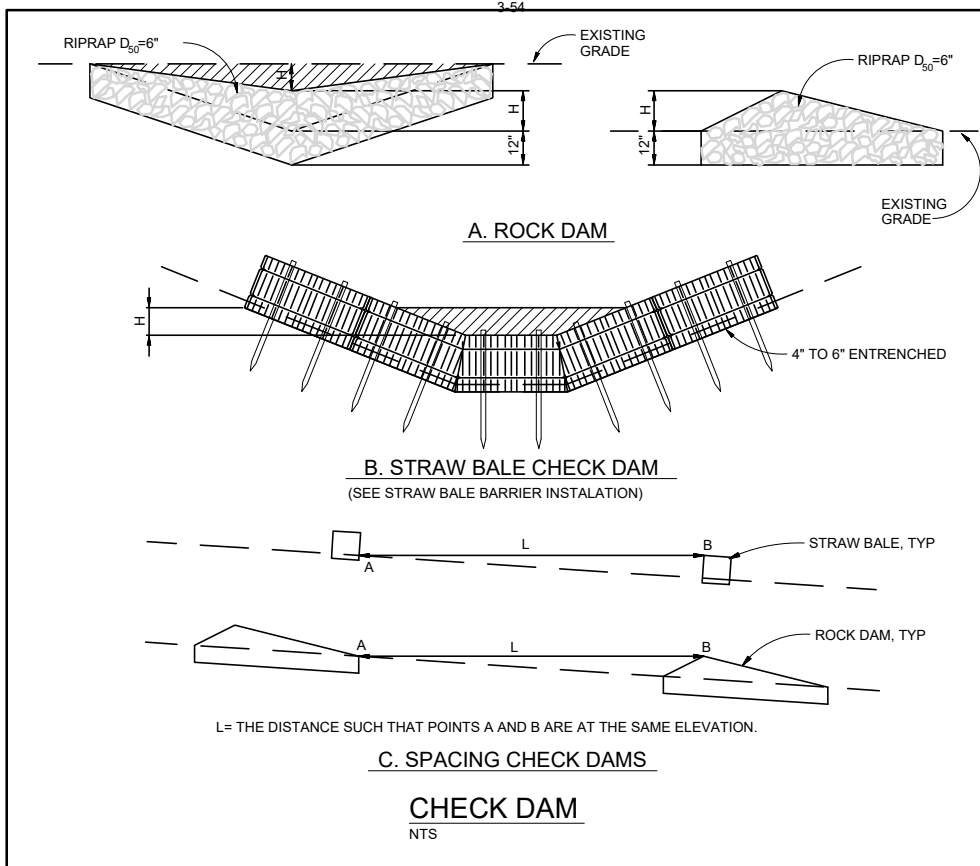 3-54
RIPRAP D50=6"
EXISTING
GRADE
H
H
12"
RIPRAP D50=6"
H
12"
EXISTING
GRADE
A. ROCK DAM
H
4" TO 6" ENTRENCHED
B. STRAW BALE CHECK DAM
(SEE STRAW BALE BARRIER INSTALATION)
A
L
B
STRAW BALE, TYP
A
L
B
ROCK DAM, TYP
L= THE DISTANCE SUCH THAT POINTS A AND B ARE AT THE SAME ELEVATION.
C. SPACING CHECK DAMS
CHECK DAM
NTS